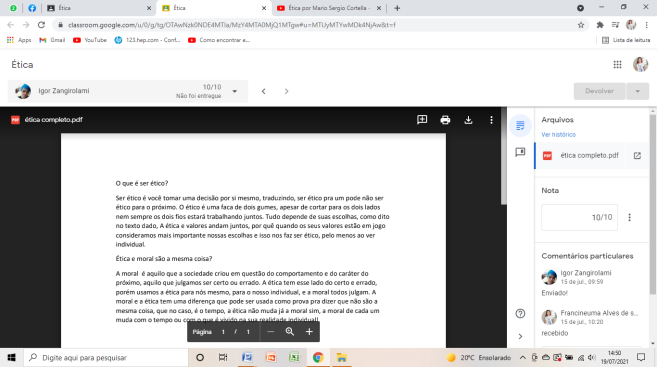 Ética
Étic
Ética por Mario Sergio Cortella -
classroom.google.com/u/0/g/tg/OTAwNzk0NDE4MTIa/MzY4MTA0MjQ1MTgw#u=MTUyMTYwMDk4NjAw&t=f
Apps Gmail YouTube 123.hep.com - Conf... Como encontrar e... Lista de leitura
Ética
Igor Zangirolami 10/10
Não foi entregue
Devolver
PDF ética completo.pdf
O que é ser ético?
Ser ético é você tomar uma decisão por si mesmo, traduzindo, ser ético pra um pode não ser
ético para o próximo. O ético é uma faca de dois gumes, apesar de cortar para os dois lados
nem sempre os dois fios estará trabalhando juntos. Tudo depende de suas escolhas, como dito
no texto dado, A ética e valores andam juntos, por quê quando os seus valores estão em jogo
consideramos mais importante nossas escolhas e isso nos faz ser ético, pelo menos ao ver
individual.
Ética e moral são a mesma coisa?
A moral é aquilo que a sociedade criou em questão do comportamento e do caráter do
próximo, aquilo que julgamos ser certo ou errado. A ética tem esse lado do certo e errado,
porém usamos a ética para nós mesmo, para o nosso individual, e a moral todos julgam. A
moral e a ética tem uma diferença que pode ser usada como prova pra dizer que não são a
mesma coisa, que no caso, é o tempo, a ética não muda já a moral sim, a moral de cada um
muda com o tempo ou com o que é vivido na sua realidade individual!
Página 1 / 1
Arquivos
Ver histórico
PDF ética completo.pdf
Nota
10/10
Comentários particulares
Igor Zangirolami
15 de jul., 09:59
Enviado!
Francineuma Alves de s...
15 de jul., 10:20
recebido
Digite aqui para pesquisar
20°C Ensolarado
14:50
19/07/2021